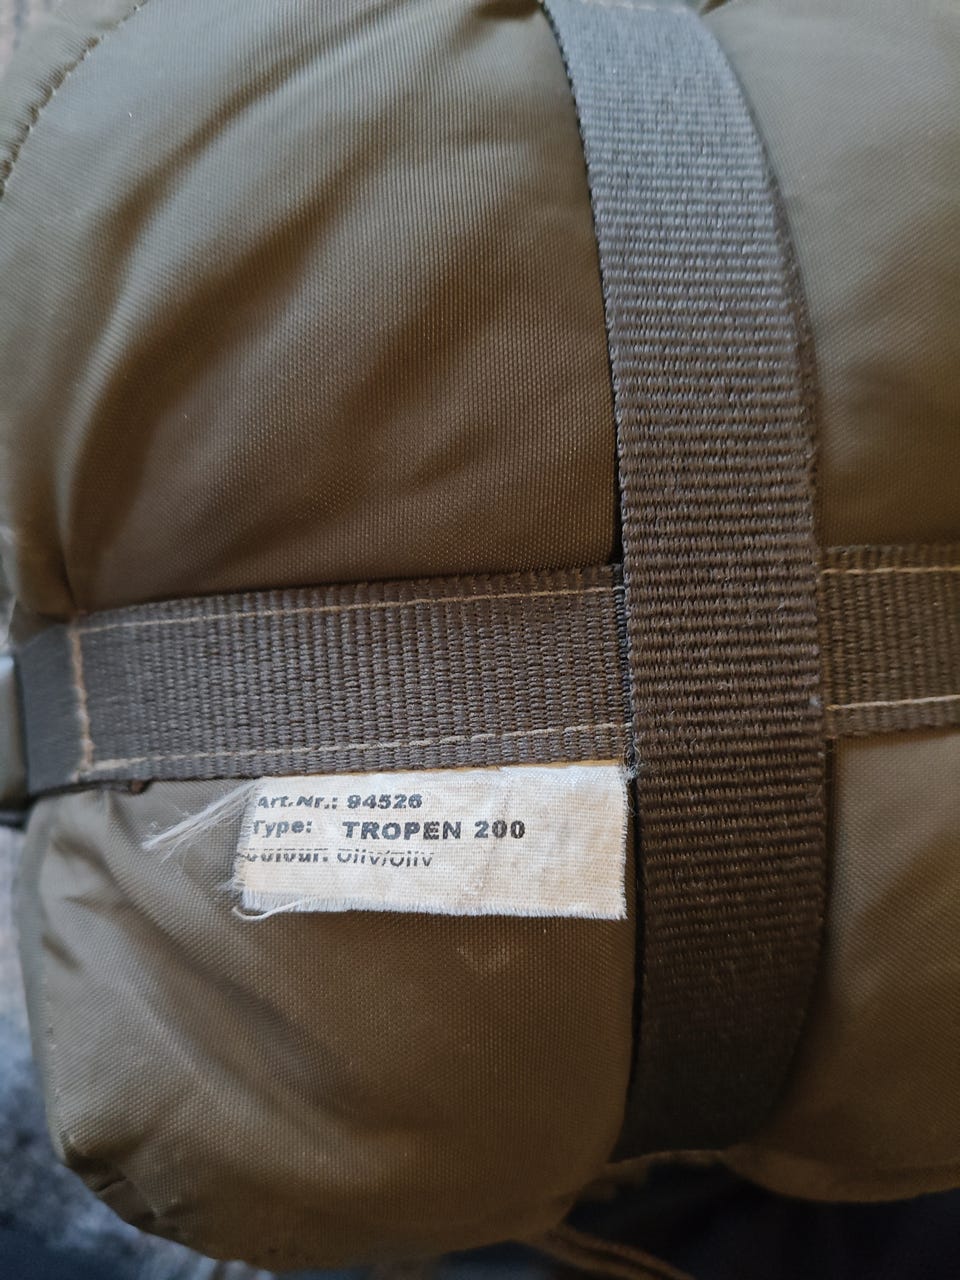 Art.Nr.: 94526
Type: TROPEN 200
Colour: Oliv/Oliv